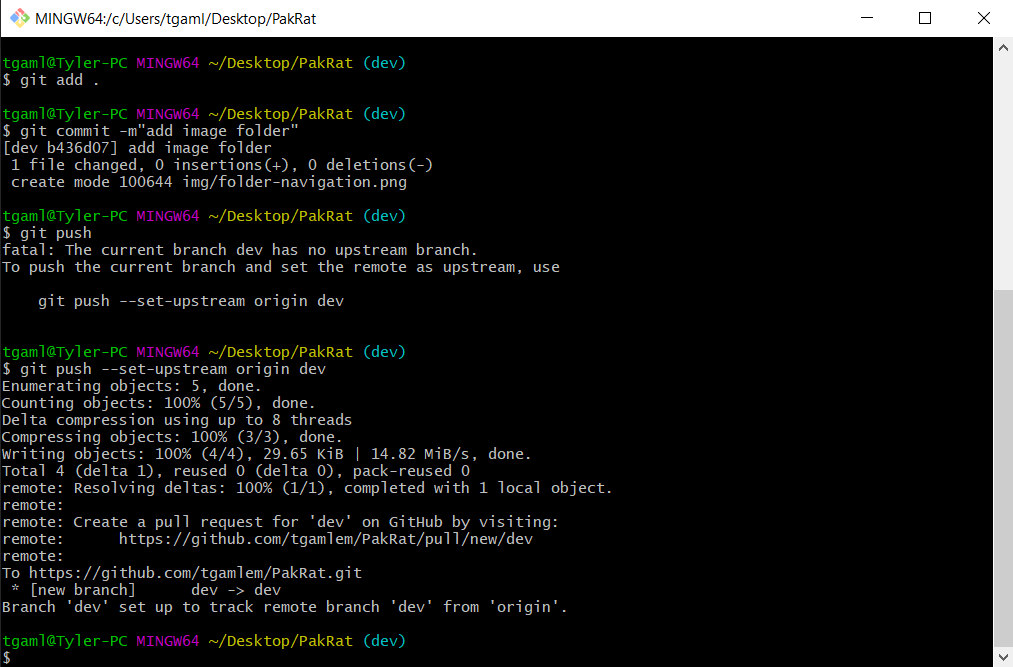 MINGW64:/c/Users/tgaml/Desktop/PakRat
tgaml@Tyler-PC MINGW64 ~/Desktop/PakRat (dev)
$ git add .
tgaml@Tyler-PC MINGW64 ~/Desktop/PakRat (dev)
$ git commit -m"add image folder"
[dev b436d07] add image folder
 1 file changed, 0 insertions(+), 0 deletions(-)
 create mode 100644 img/folder-navigation.png
tgaml@Tyler-PC MINGW64 ~/Desktop/PakRat (dev)
$ git push
fatal: The current branch dev has no upstream branch.
To push the current branch and set the remote as upstream, use
    git push --set-upstream origin dev
tgaml@Tyler-PC MINGW64 ~/Desktop/PakRat (dev)
$ git push --set-upstream origin dev
Enumerating objects: 5, done.
Counting objects: 100% (5/5), done.
Delta compression using up to 8 threads
Compressing objects: 100% (3/3), done.
Writing objects: 100% (4/4), 29.65 KiB | 14.82 MiB/s, done.
Total 4 (delta 1), reused 0 (delta 0), pack-reused 0
remote: Resolving deltas: 100% (1/1), completed with 1 local object.
remote:
remote: Create a pull request for 'dev' on GitHub by visiting:
remote:      https://github.com/tgamlem/PakRat/pull/new/dev
remote:
To https://github.com/tgamlem/PakRat.git
 * [new branch]      dev -> dev
Branch 'dev' set up to track remote branch 'dev' from 'origin'.
tgaml@Tyler-PC MINGW64 ~/Desktop/PakRat (dev)
$